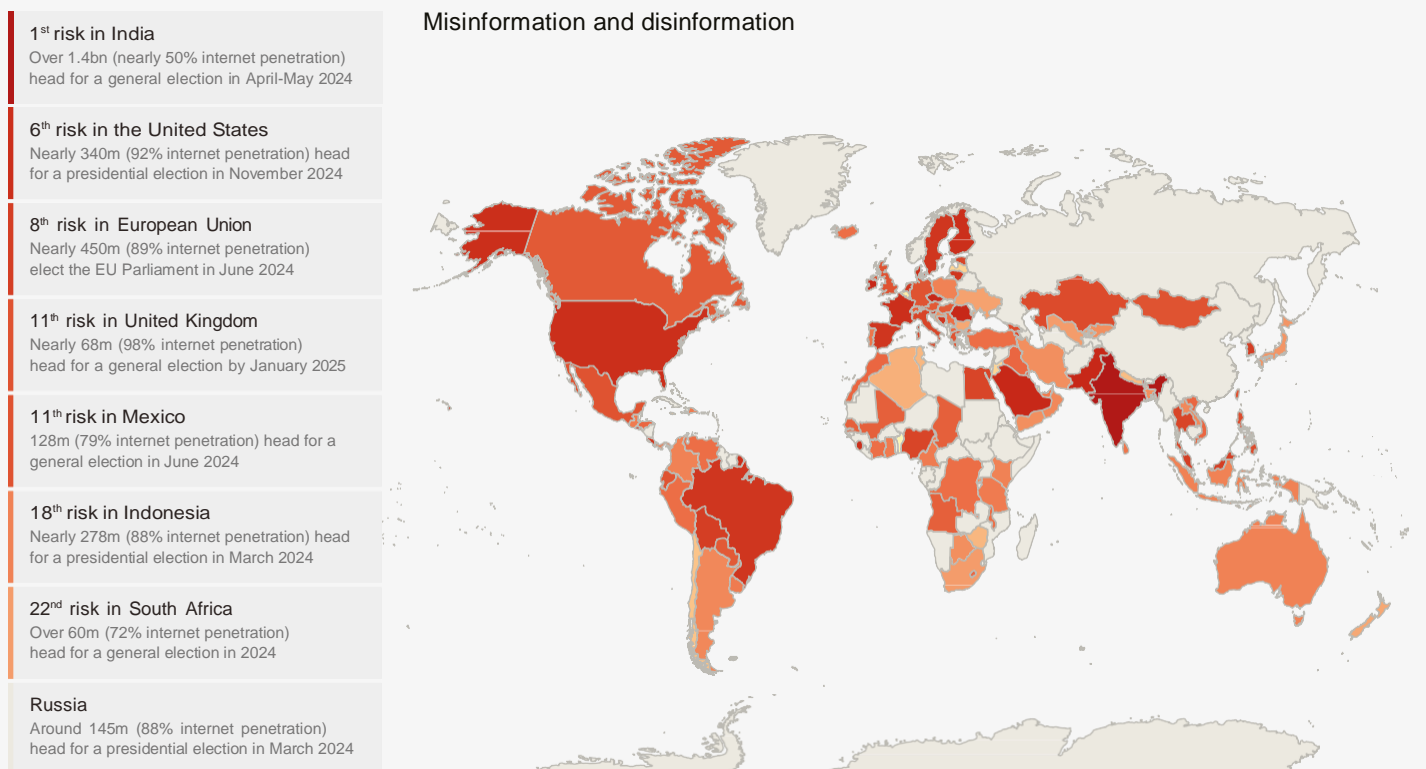 Misinformation and disinformation
1st risk in India
Over 1.4bn (nearly 50% internet penetration)
head for a general election in April-May 2024
6th risk in the United States
Nearly 340m (92% internet penetration) head
for a presidential election in November 2024
8th risk in European Union
Nearly 450m (89% internet penetration)
elect the EU Parliament in June 2024
11th risk in United Kingdom
Nearly 68m (98% internet penetration)
head for a general election by January 2025
11th risk in Mexico
128m (79% internet penetration) head for a
general election in June 2024
18th risk in Indonesia
Nearly 278m (88% internet penetration) head
for a presidential election in March 2024
22nd risk in South Africa
Over 60m (72% internet penetration)
head for a general election in 2024
Russia
Around 145m (88% internet penetration)
head for a presidential election in March 2024